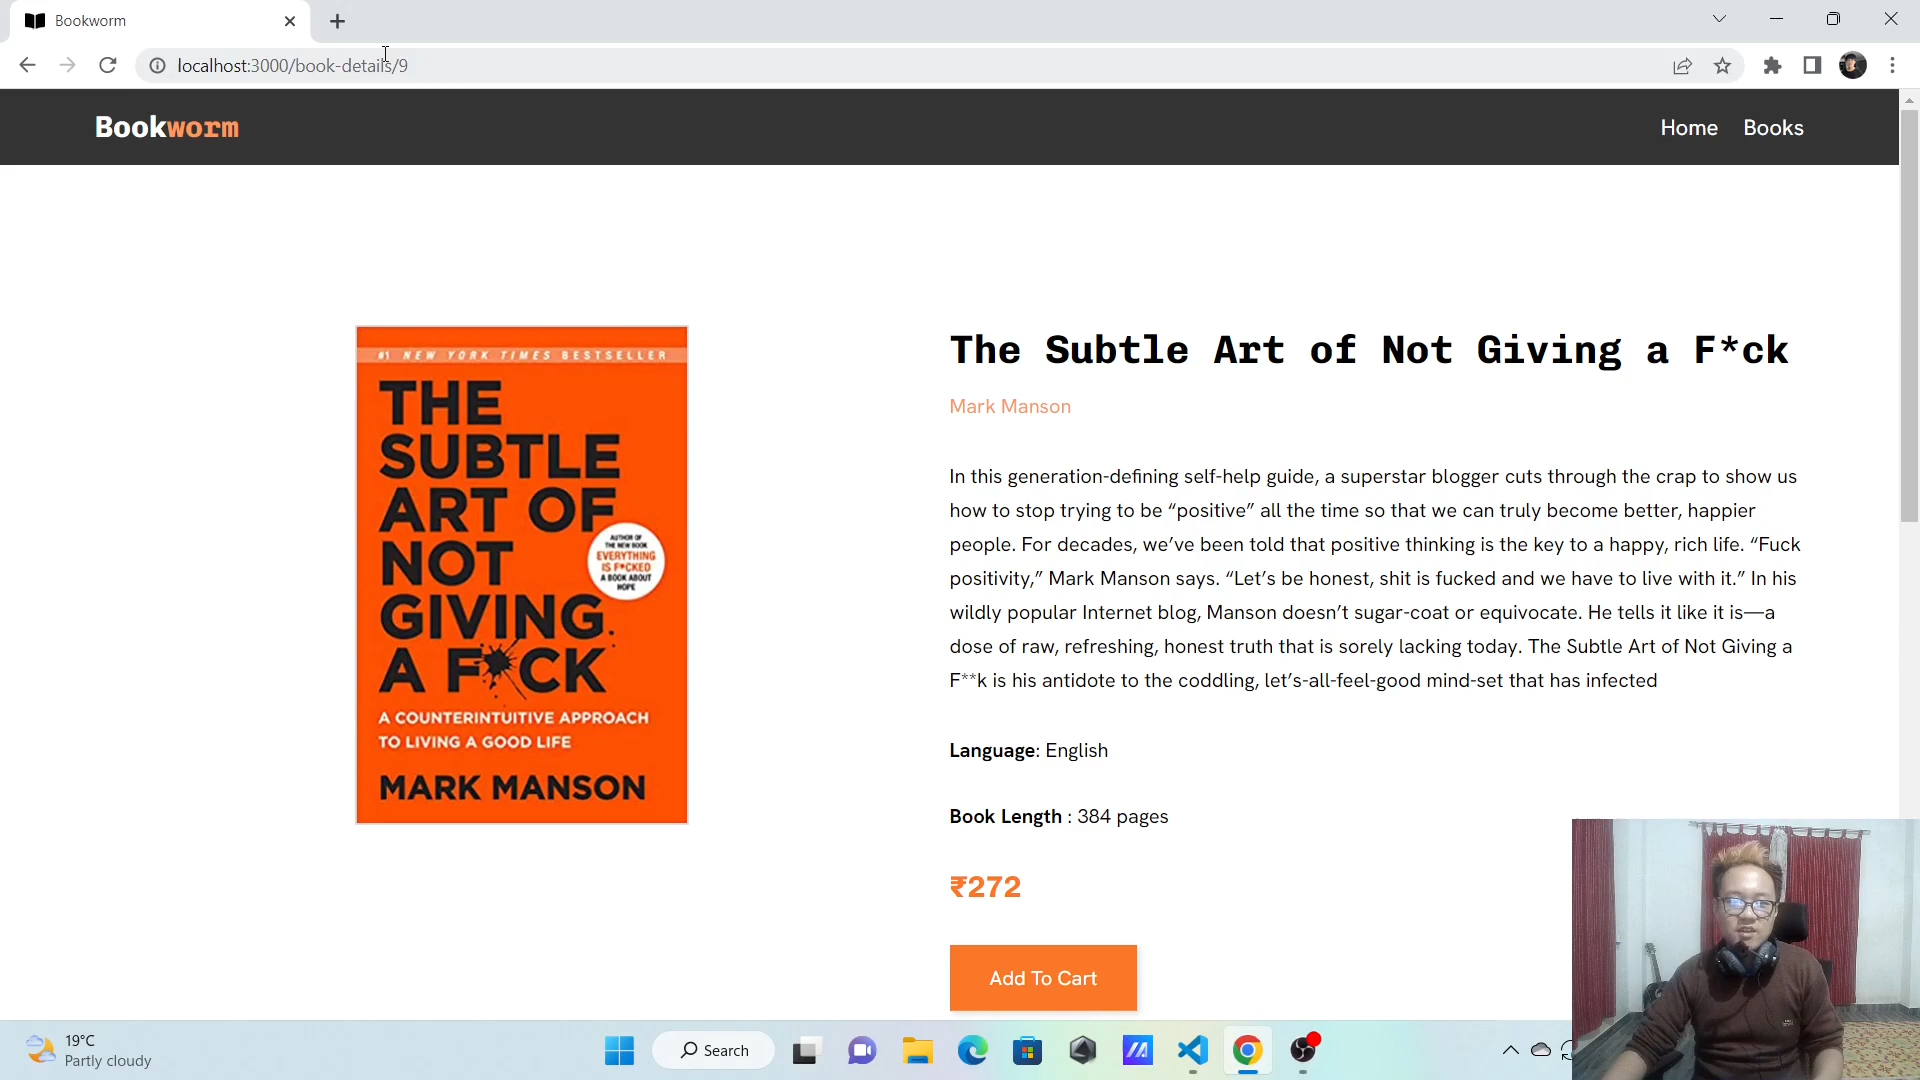 Bookworm
localhost:3000/book-details/9
Bookworm
Home Books
#1 NEW YORK TIMES BESTSELLER
THE
SUBTLE
ART OF
NOT
GIVING
A F CK
AUTHOR OF
THE NEW BOOK
EVERYTHING
IS F*CKED
A BOOK ABOUT
HOPE
A COUNTERINTUITIVE APPROACH
TO LIVING A GOOD LIFE
MARK MANSON
The Subtle Art of Not Giving a F*ck
Mark Manson
In this generation-defining self-help guide, a superstar blogger cuts through the crap to show us
how to stop trying to be “positive” all the time so that we can truly become better, happier
people. For decades, we’ve been told that positive thinking is the key to a happy, rich life. “Fuck
positivity,” Mark Manson says. “Let’s be honest, shit is fucked and we have to live with it.” In his
wildly popular Internet blog, Manson doesn’t sugar-coat or equivocate. He tells it like it is—a
dose of raw, refreshing, honest truth that is sorely lacking today. The Subtle Art of Not Giving a
F**k is his antidote to the coddling, let’s-all-feel-good mind-set that has infected
Language: English
Book Length : 384 pages
₹272
Add To Cart
19°C
Partly cloudy
Search